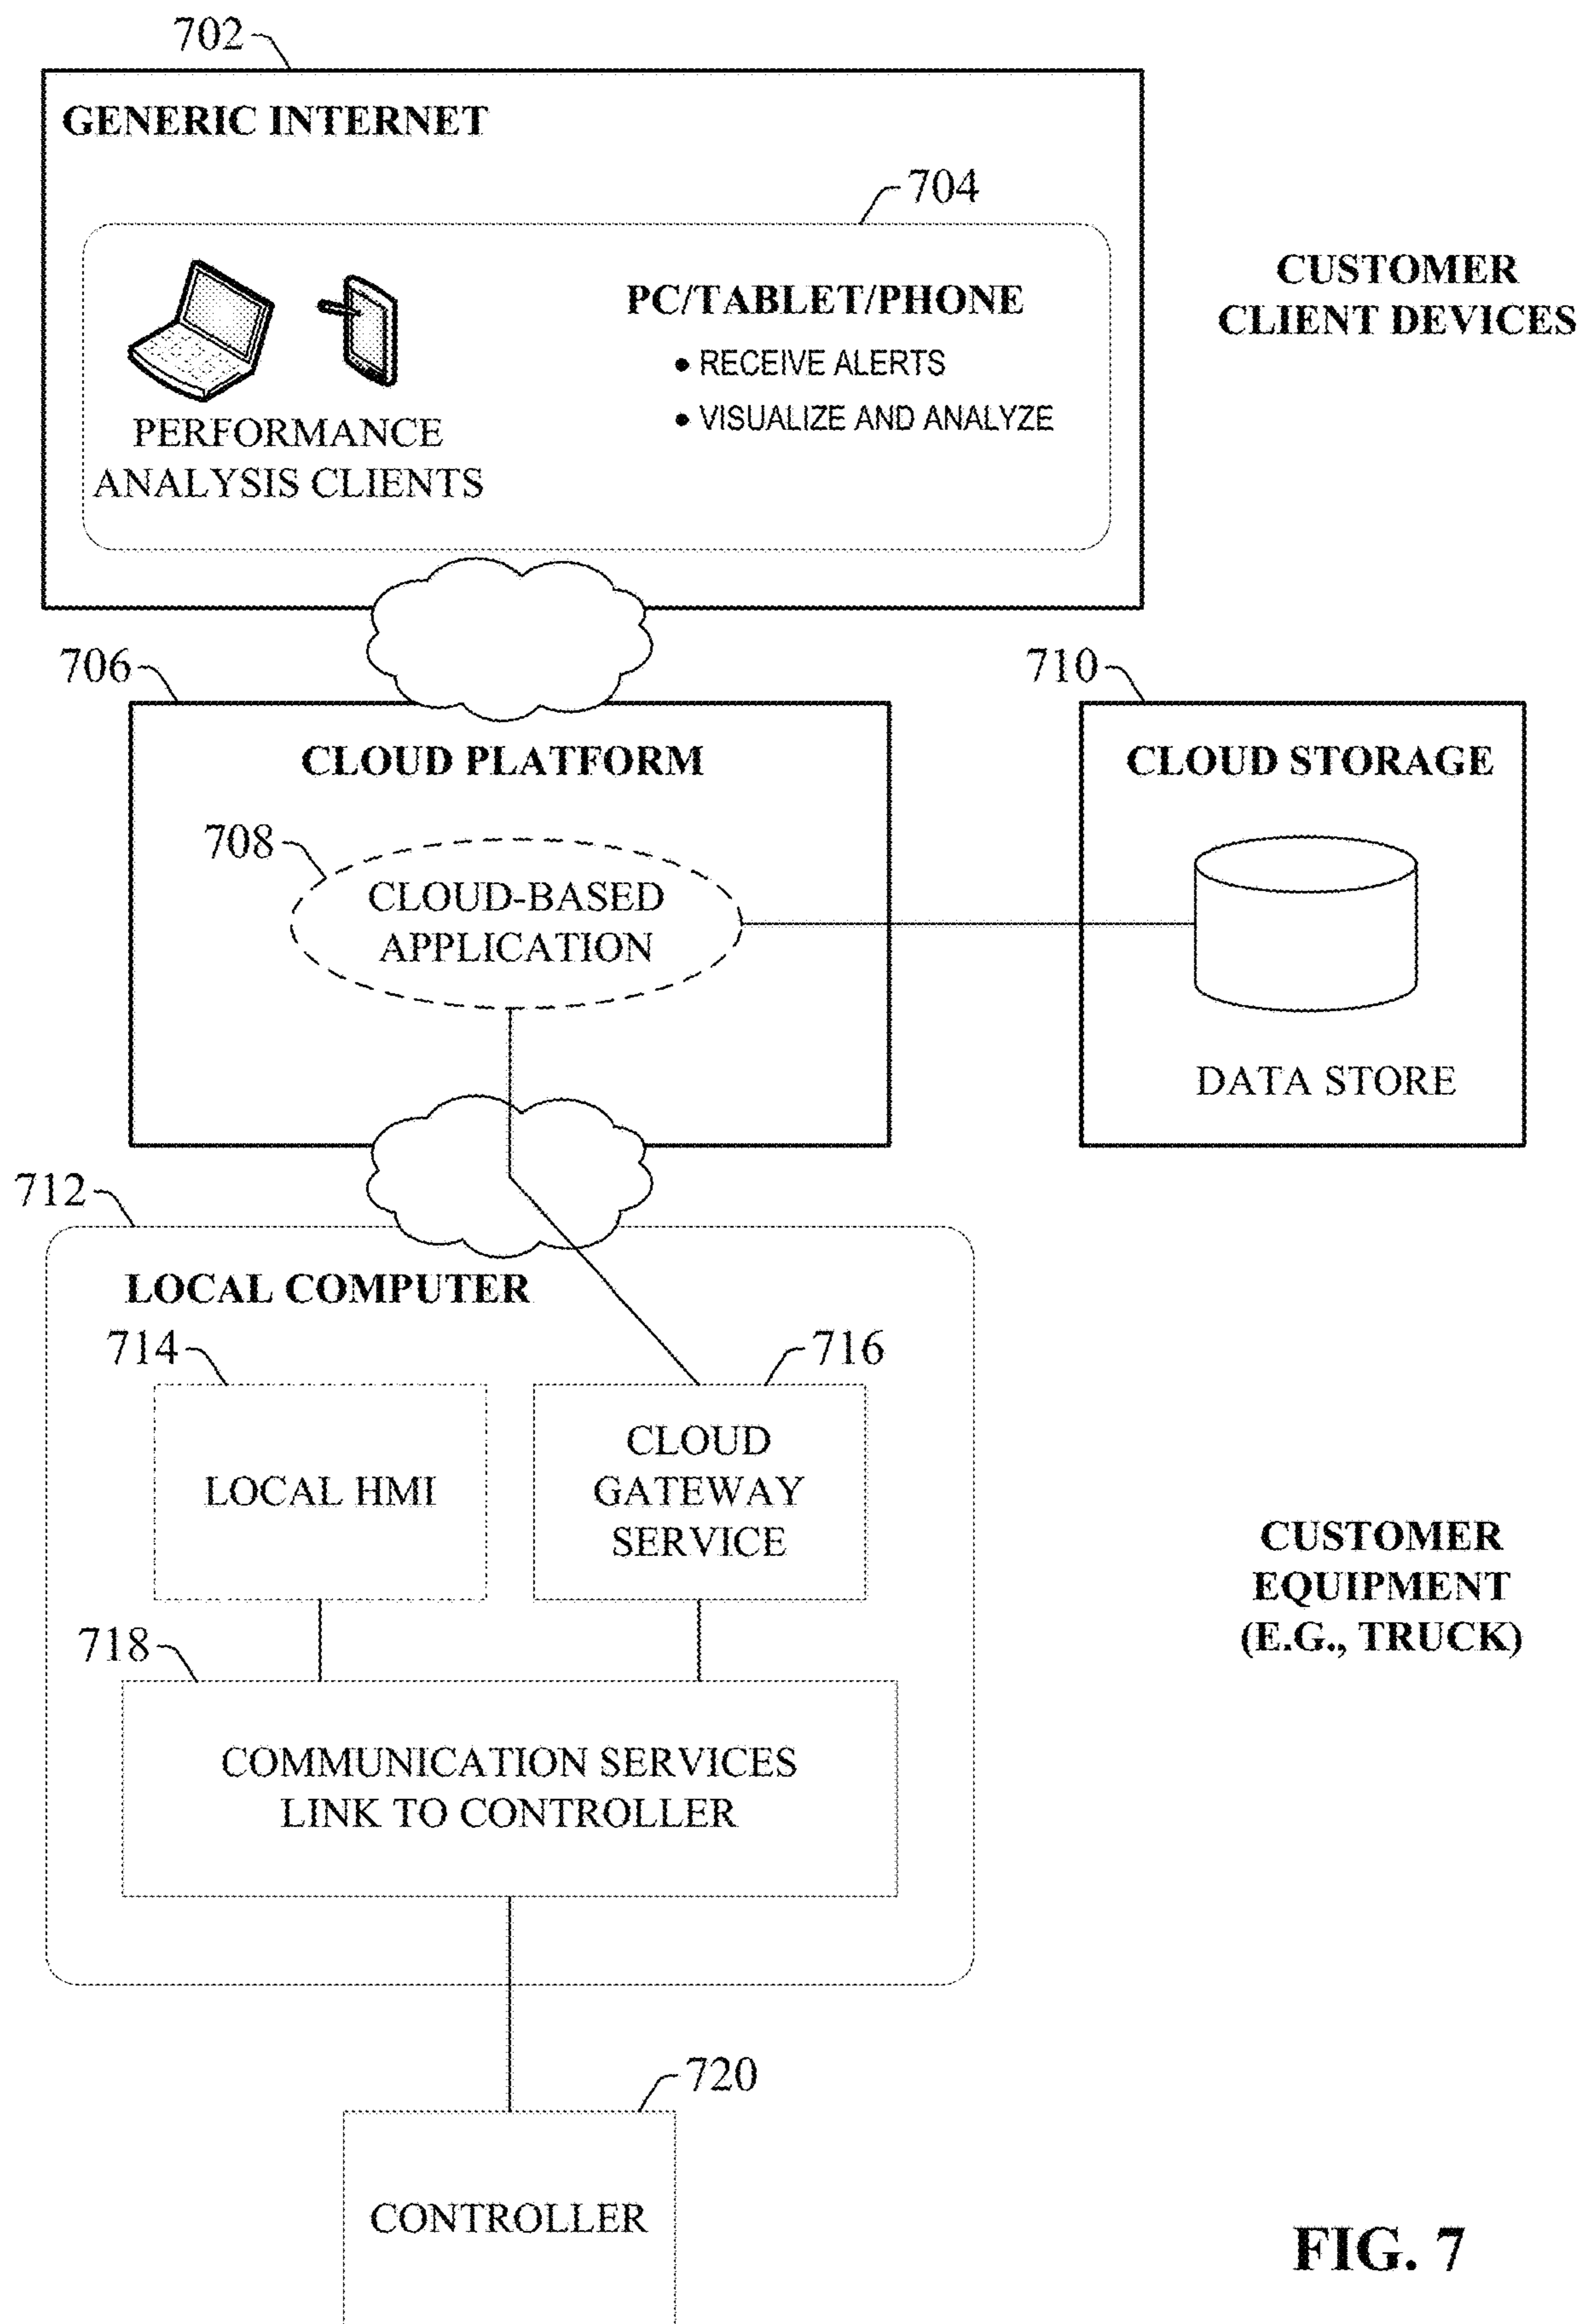 702
GENERIC INTERNET
704
PC/TABLET/PHONE
• RECEIVE ALERTS
• VISUALIZE AND ANALYZE
PERFORMANCE
ANALYSIS CLIENTS
CUSTOMER
CLIENT DEVICES
706
CLOUD PLATFORM
708
CLOUD-BASED
APPLICATION
710
CLOUD STORAGE
DATA STORE
712
LOCAL COMPUTER
714
LOCAL HMI
716
CLOUD
GATEWAY
SERVICE
CUSTOMER
EQUIPMENT
(E.G., TRUCK)
718
COMMUNICATION SERVICES
LINK TO CONTROLLER
720
CONTROLLER
FIG. 7